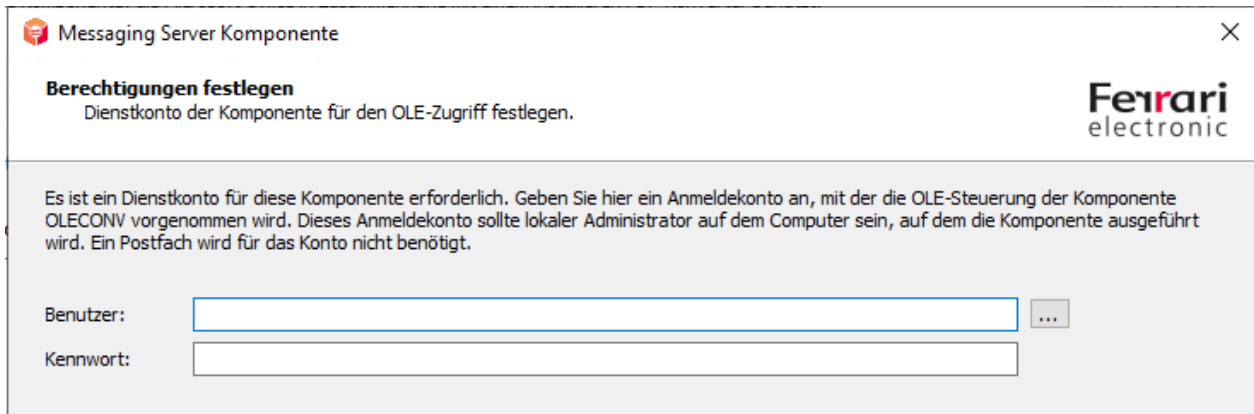 Messaging Server Komponente
Berechtigungen festlegen
Dienstkonto der Komponente für den OLE-Zugriff festlegen.
Ferrari
electronic
Es ist ein Dienstkonto für diese Komponente erforderlich. Geben Sie hier ein Anmeldekonto an, mit der die OLE-Steuerung der Komponente
OLECONV vorgenommen wird. Dieses Anmeldekonto sollte lokaler Administrator auf dem Computer sein, auf dem die Komponente ausgeführt
wird. Ein Postfach wird für das Konto nicht benötigt.
Benutzer:
...
Kennwort: